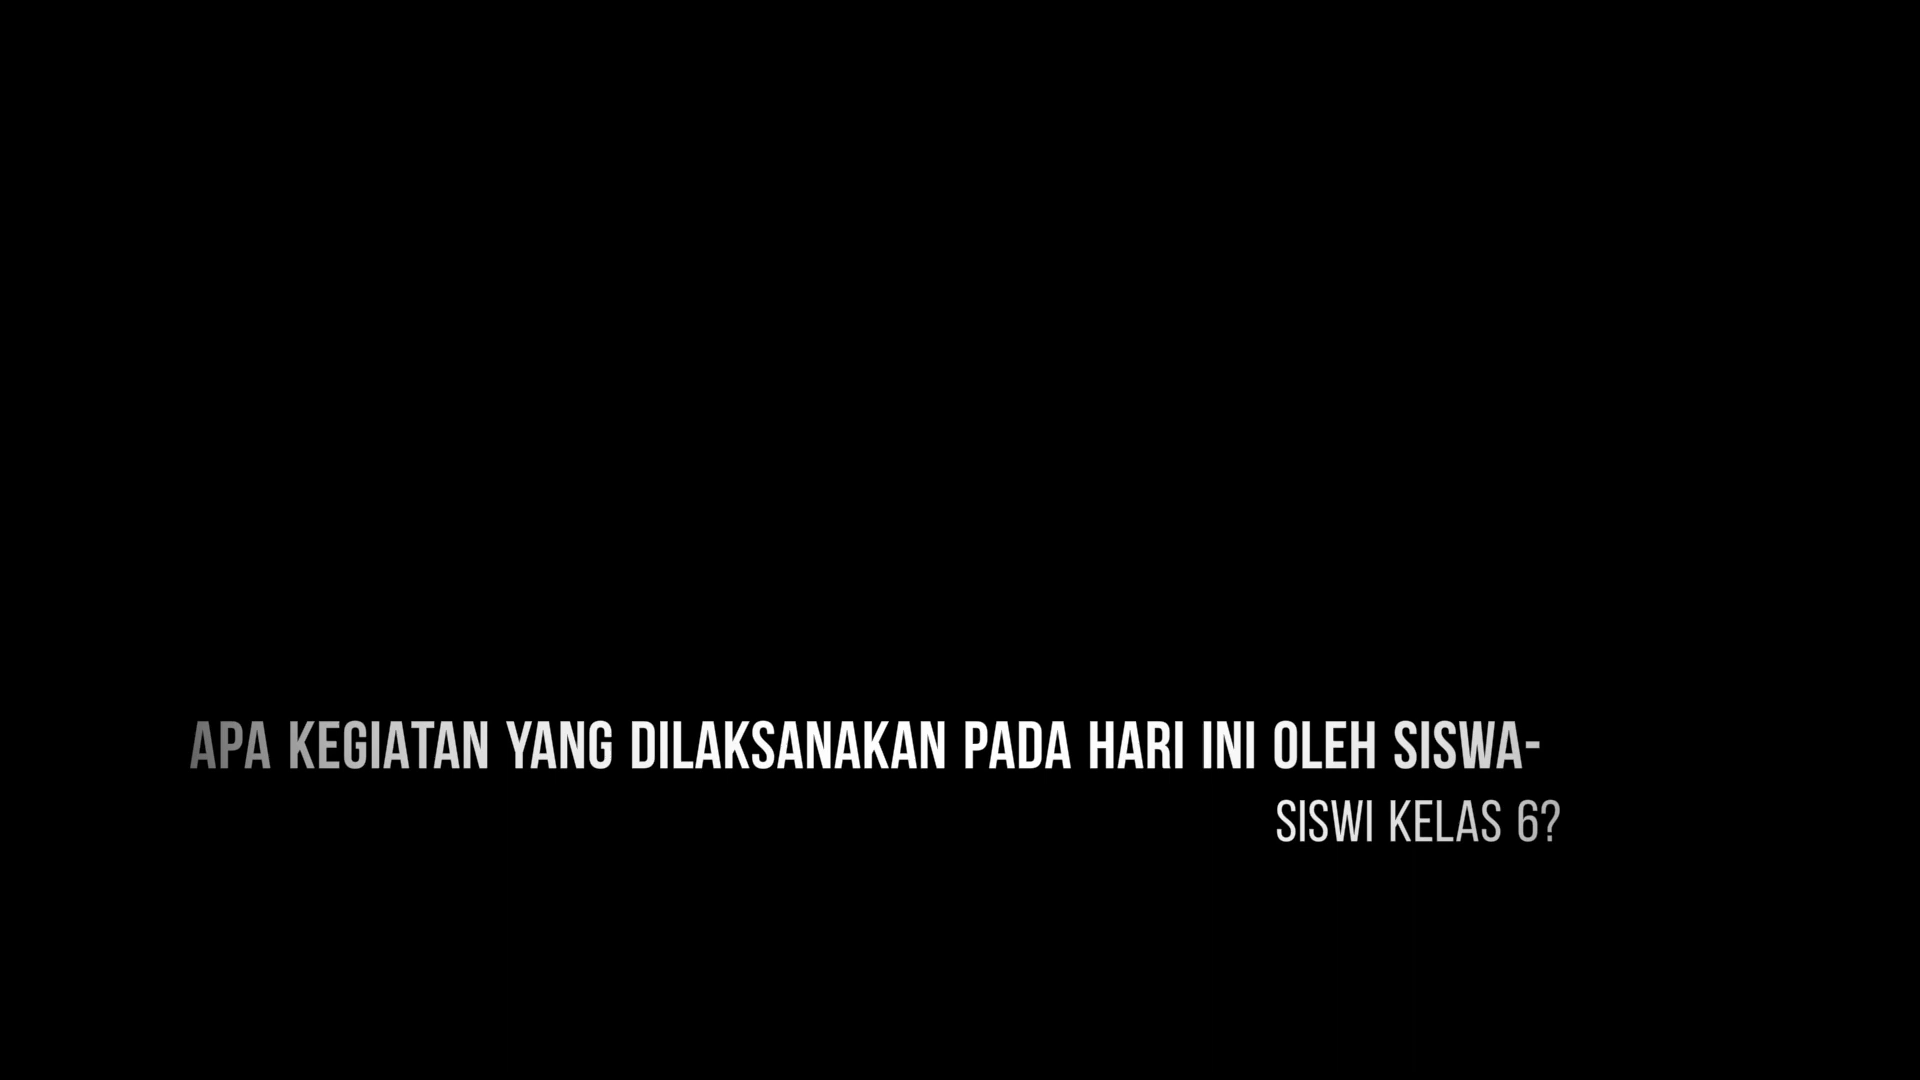 APA KEGIATAN YANG DILAKSANAKAN PADA HARI INI OLEH SISWA-
SISWI KELAS 6?